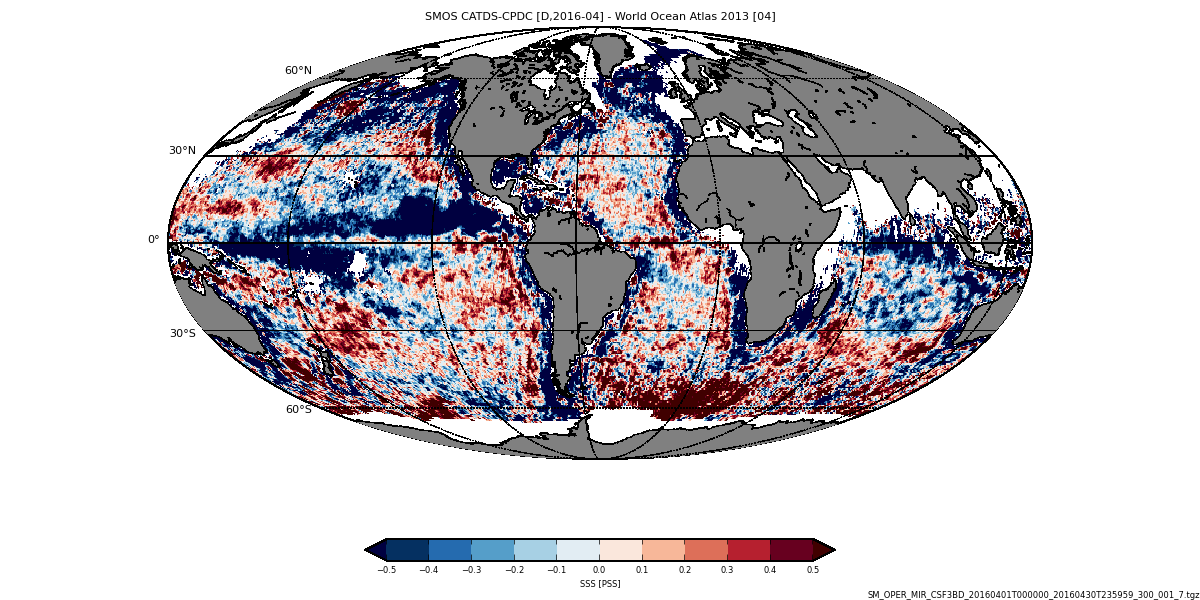 SMOS CATDS-CPDC [D,2016-04] - World Ocean Atlas 2013 [04]
60°N
30°N
0°
30°S
60°S
−0.5 −0.4 −0.3 −0.2 −0.1 0.0 0.1 0.2 0.3 0.4 0.5
SSS [PSS]
SM_OPER_MIR_CSF3BD_20160401T000000_20160430T235959_300_001_7.tgz